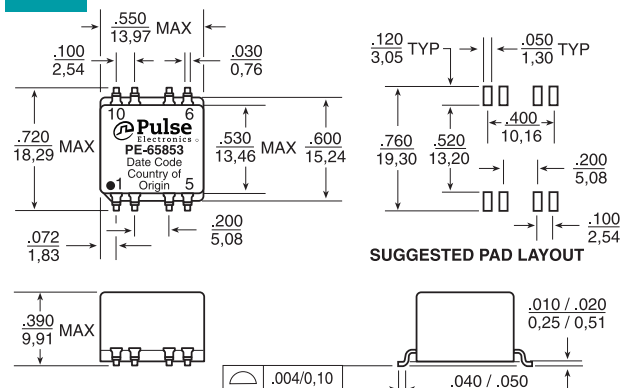 .550
13,97 MAX
.100
2,54
.030
0,76
.720
18,29 MAX
10 6
Pulse
Electronics
PE-65853
Date Code
Country of
Origin
1 5
.530
13,46 MAX
.600
15,24
.072
1,83
.200
5,08
.120
3,05 TYP
.050
1,30 TYP
.760
19,30
.520
13,20
.400
10,16
.200
5,08
.100
2,54
SUGGESTED PAD LAYOUT
.390
9,91 MAX
.004/0,10
.010 / .020
0,25 / 0,51
.040 / .050